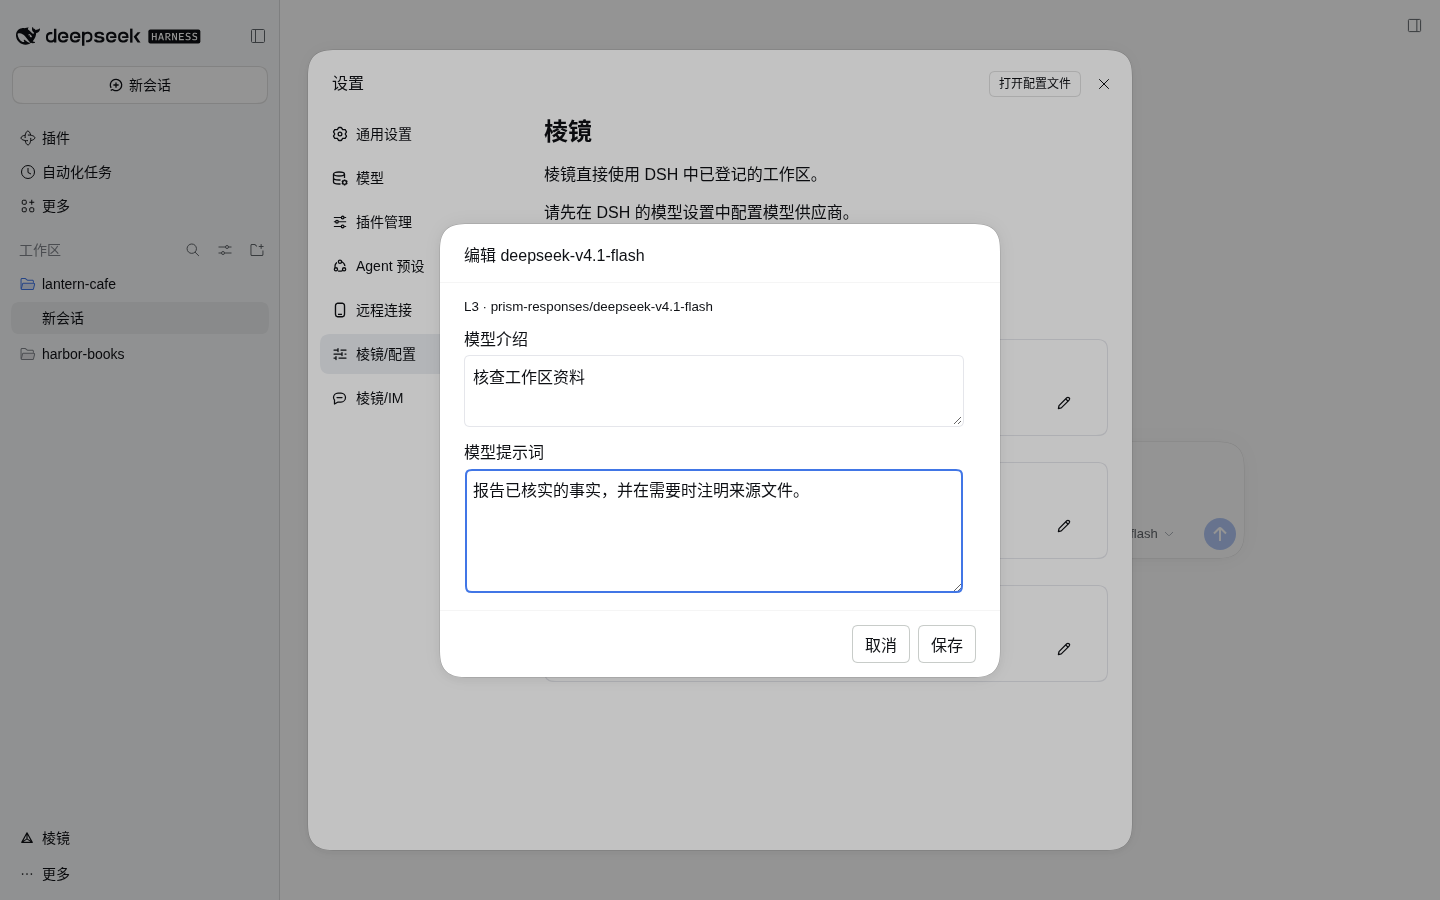 deepseek HARNESS
新会话
插件
自动化任务
更多
工作区
lantern-cafe
新会话
harbor-books
棱镜
更多
设置
打开配置文件
通用设置
模型
插件管理
Agent 预设
远程连接
棱镜/配置
棱镜/IM
棱镜
棱镜直接使用 DSH 中已登记的工作区。
请先在 DSH 的模型设置中配置模型供应商。
编辑 deepseek-v4.1-flash
L3 · prism-responses/deepseek-v4.1-flash
模型介绍
核查工作区资料
模型提示词
报告已核实的事实，并在需要时注明来源文件。
取消
保存
flash